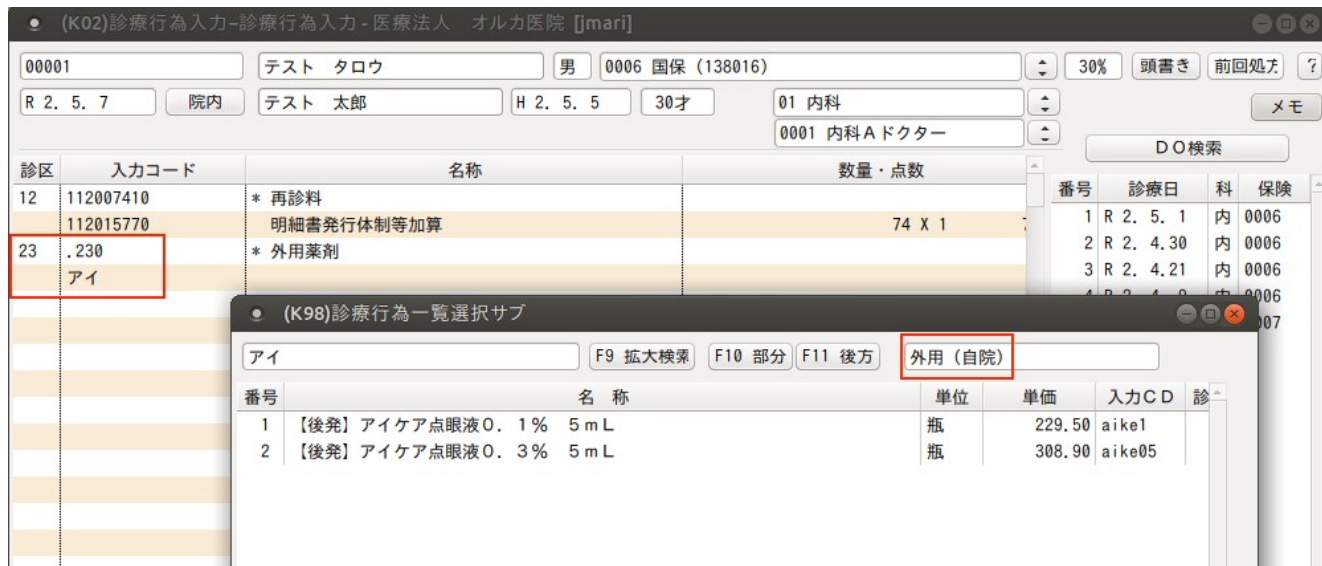 (K02)診療行為入力–診療行為入力 - 医療法人　オルカ医院 [jmari]
00001 テスト　タロウ 男 0006 国保 (138016) 30% 頭書き 前回処方 ?
R 2. 5. 7 院内 テスト　太郎 H 2. 5. 5 30才 01 内科 メモ
0001 内科Aドクター
DO検索
診区 入力コード 名称 数量・点数
番号 診療日 科 保険
12 112007410 * 再診料
1 R 2. 5. 1 内 0006
112015770 明細書発行体制等加算 74 X 1
2 R 2. 4.30 内 0006
23 .230 * 外用薬剤
3 R 2. 4.21 内 0006
アイ
(K98)診療行為一覧選択サブ
アイ F9 拡大検索 F10 部分 F11 後方 外用（自院）
番号 名　称 単位 単価 入力CD 診
1 【後発】アイケア点眼液0．1％　5mL 瓶 229.50 aike1
2 【後発】アイケア点眼液0．3％　5mL 瓶 308.90 aike05